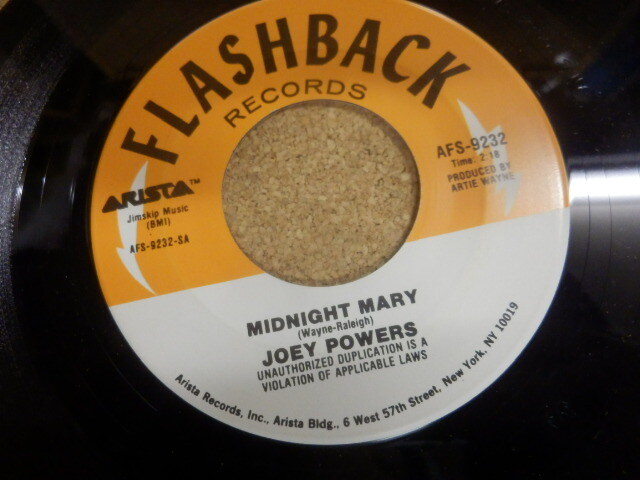 FLASHBACK
RECORDS
ARISTA™
Jimskip Music
(BMI)
AFS-9232-SA
AFS-9232
Time: 2:18
PRODUCED BY
ARTIE WAYNE
MIDNIGHT MARY
(Wayne-Raleigh)
JOEY POWERS
UNAUTHORIZED DUPLICATION IS A
VIOLATION OF APPLICABLE LAWS
Arista Records, Inc., Arista Bldg., 6 West 57th Street. New York, NY 10019